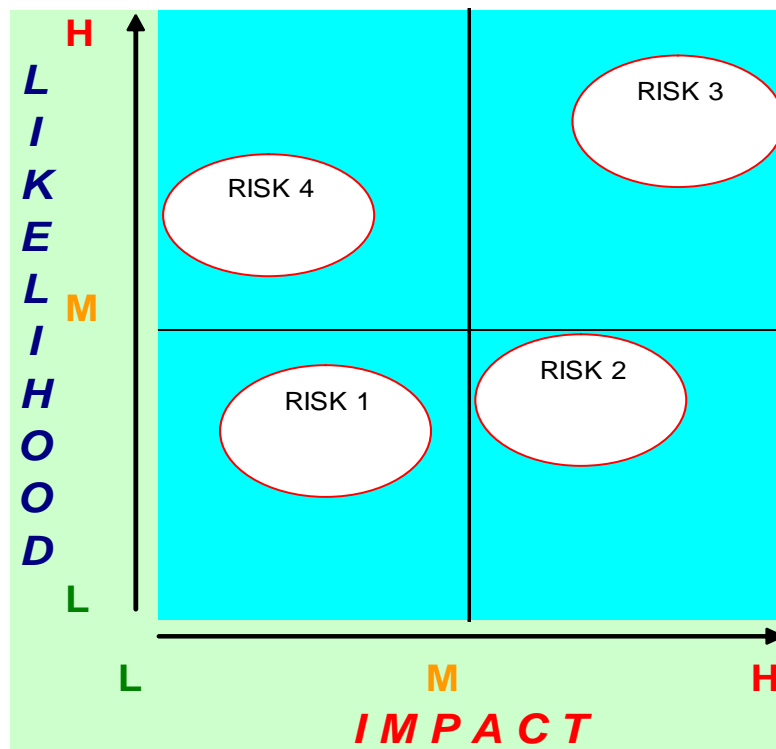 H
LIKELIHOOD
RISK 3
RISK 4
M
RISK 2
RISK 1
L
L M H
IMPACT